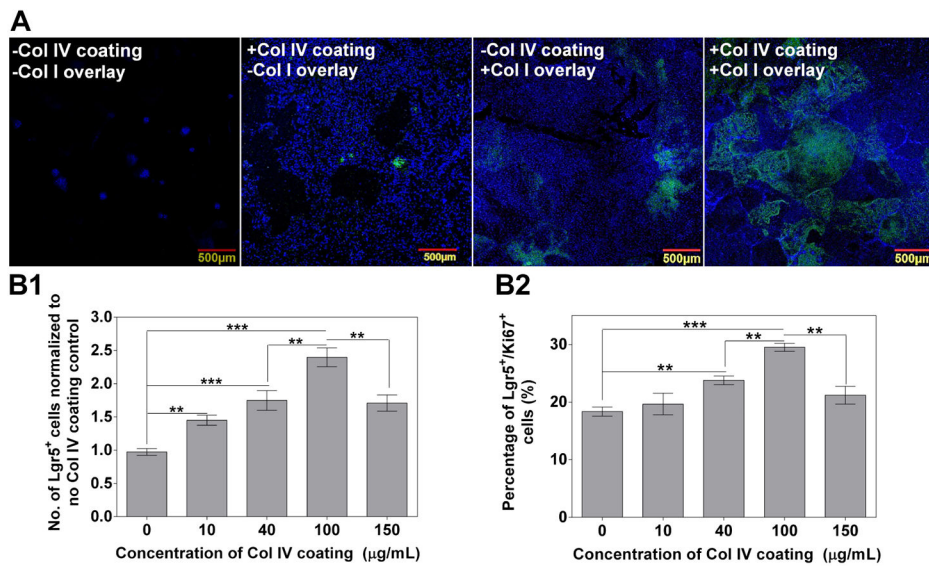 A
-Col IV coating
-Col I overlay
+Col IV coating
-Col I overlay
-Col IV coating
+Col I overlay
+Col IV coating
+Col I overlay
500μm
500μm
500μm
500μm
B1
No. of Lgr5⁺ cells normalized to
no Col IV coating control
3.0
2.5
2.0
1.5
1.0
0.5
0.0
***
**
**
***
**
0
10
40
100
150
Concentration of Col IV coating (μg/mL)
B2
Percentage of Lgr5⁺/Ki67⁺
cells (%)
30
20
10
0
***
**
**
**
0
10
40
100
150
Concentration of Col IV coating (μg/mL)